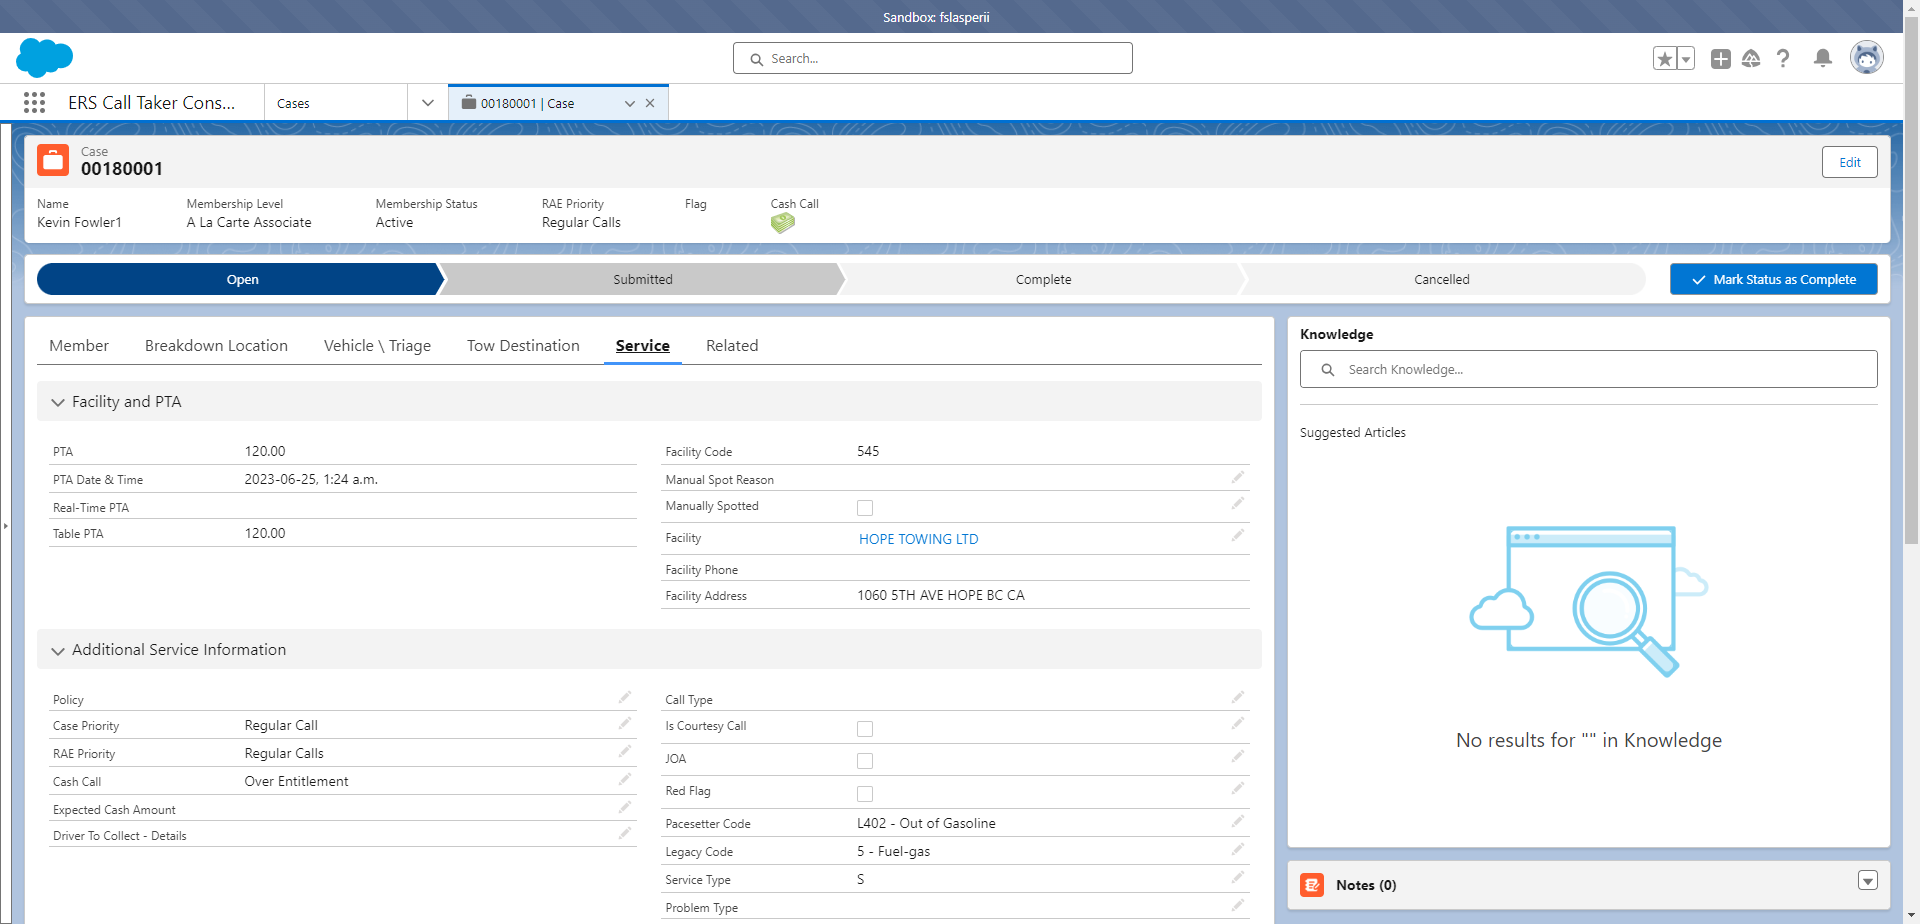 Sandbox: fslasperii
Search...
ERS Call Taker Cons...
Cases
00180001 | Case
Case
00180001
Edit
Name
Kevin Fowler1
Membership Level
A La Carte Associate
Membership Status
Active
RAE Priority
Regular Calls
Flag
Cash Call
Open
Submitted
Complete
Cancelled
Mark Status as Complete
Member
Breakdown Location
Vehicle \ Triage
Tow Destination
Service
Related
Facility and PTA
PTA 120.00
PTA Date & Time 2023-06-25, 1:24 a.m.
Real-Time PTA
Table PTA 120.00
Facility Code 545
Manual Spot Reason
Manually Spotted
Facility HOPE TOWING LTD
Facility Phone
Facility Address 1060 5TH AVE HOPE BC CA
Additional Service Information
Policy
Case Priority Regular Call
RAE Priority Regular Calls
Cash Call Over Entitlement
Expected Cash Amount
Driver To Collect - Details
Call Type
Is Courtesy Call
JOA
Red Flag
Pacesetter Code L402 - Out of Gasoline
Legacy Code 5 - Fuel-gas
Service Type S
Problem Type
Knowledge
Search Knowledge...
Suggested Articles
No results for "" in Knowledge
Notes (0)